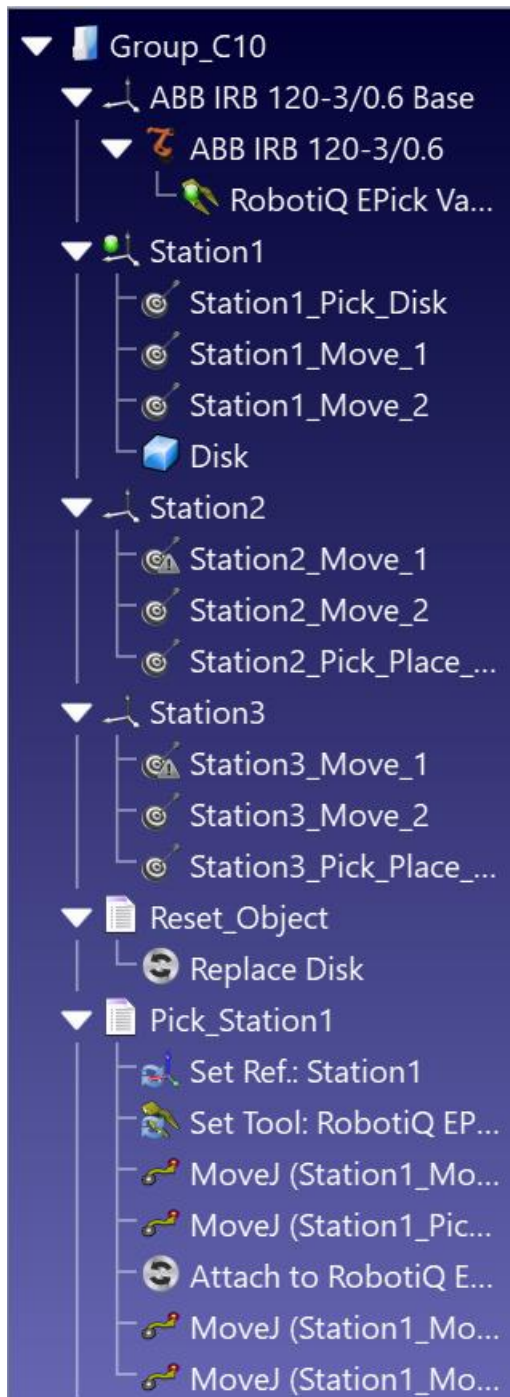 Group_C10
ABB IRB 120-3/0.6 Base
ABB IRB 120-3/0.6
RobotiQ EPick Va...
Station1
Station1_Pick_Disk
Station1_Move_1
Station1_Move_2
Disk
Station2
Station2_Move_1
Station2_Move_2
Station2_Pick_Place_...
Station3
Station3_Move_1
Station3_Move_2
Station3_Pick_Place_...
Reset_Object
Replace Disk
Pick_Station1
Set Ref.: Station1
Set Tool: RobotiQ EP...
MoveJ (Station1_Mo...
MoveJ (Station1_Pic...
Attach to RobotiQ E...
MoveJ (Station1_Mo...
MoveJ (Station1_Mo...